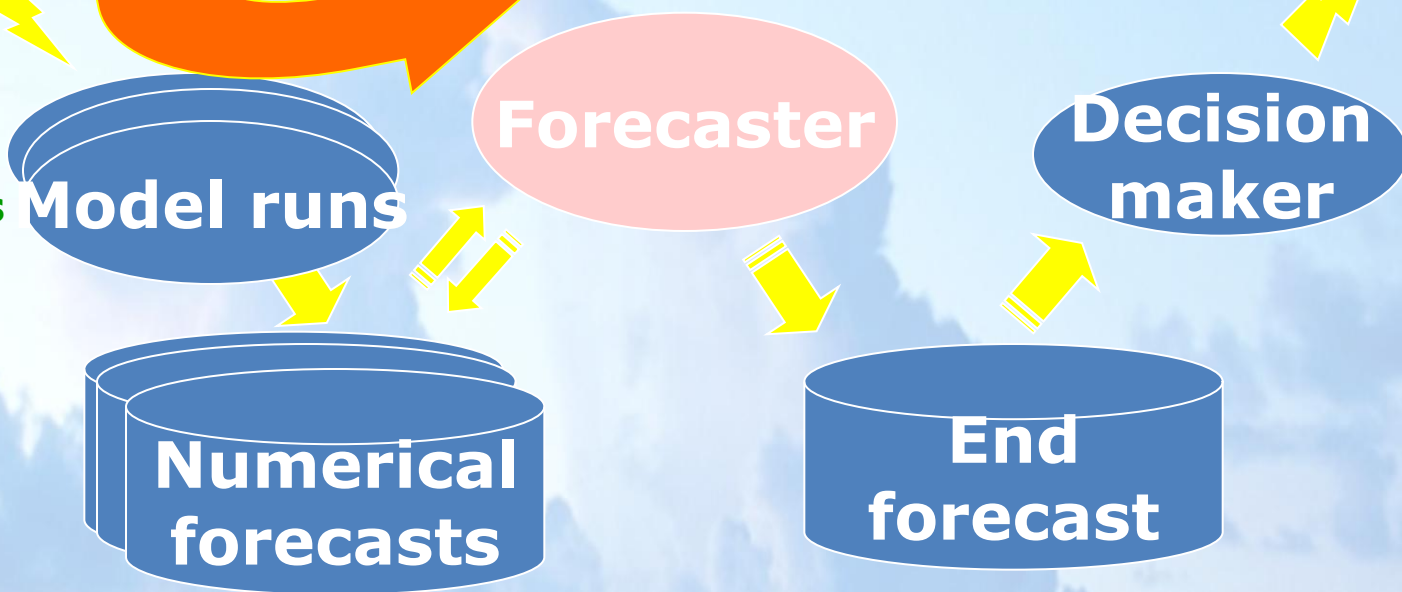 Forecaster
Decision
maker
s
Model runs
Numerical
forecasts
End
forecast